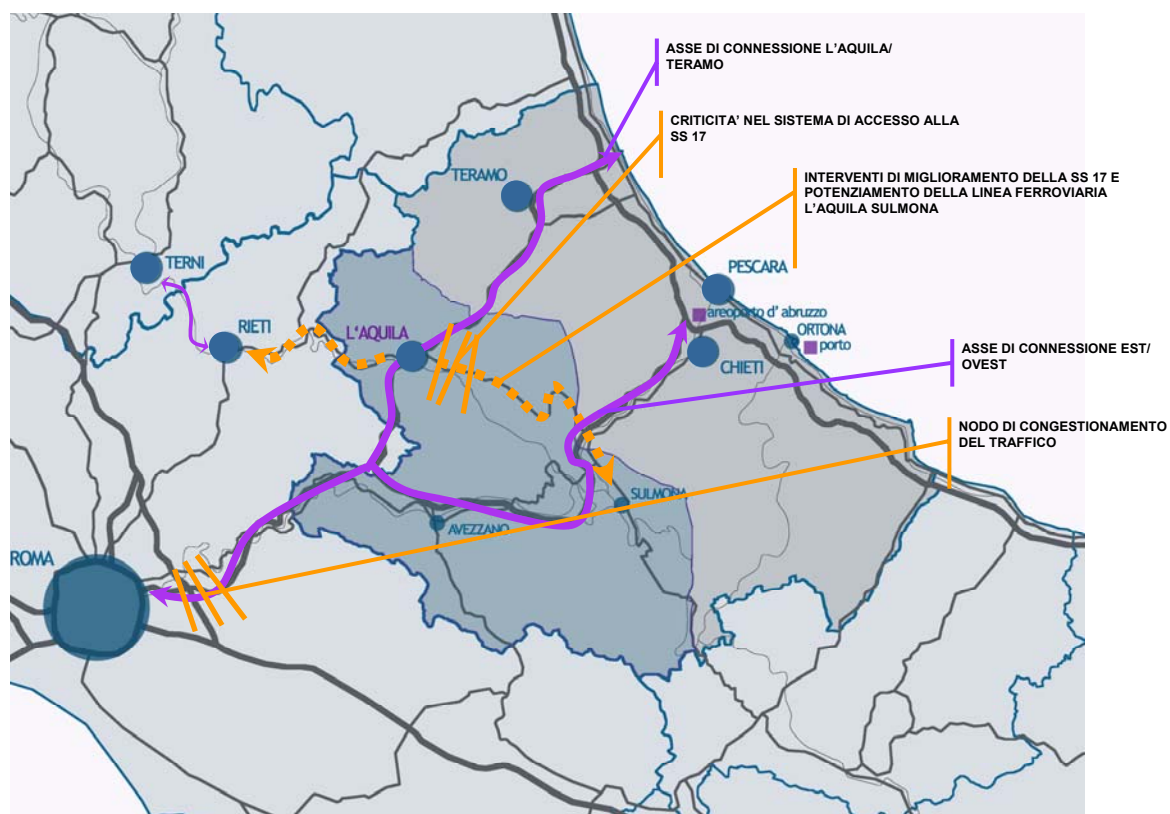 ASSE DI CONNESSIONE L'AQUILA/
TERAMO
CRITICITA' NEL SISTEMA DI ACCESSO ALLA
SS 17
INTERVENTI DI MIGLIORAMENTO DELLA SS 17 E
POTENZIAMENTO DELLA LINEA FERROVIARIA
L'AQUILA SULMONA
TERAMO
TERNI
PESCARA
areoporto d' abruzzo
RIETI
L'AQUILA
ORTONA
porto
CHIETI
ASSE DI CONNESSIONE EST/
OVEST
NODO DI CONGESTIONAMENTO
DEL TRAFFICO
SULMONA
AVEZZANO
ROMA